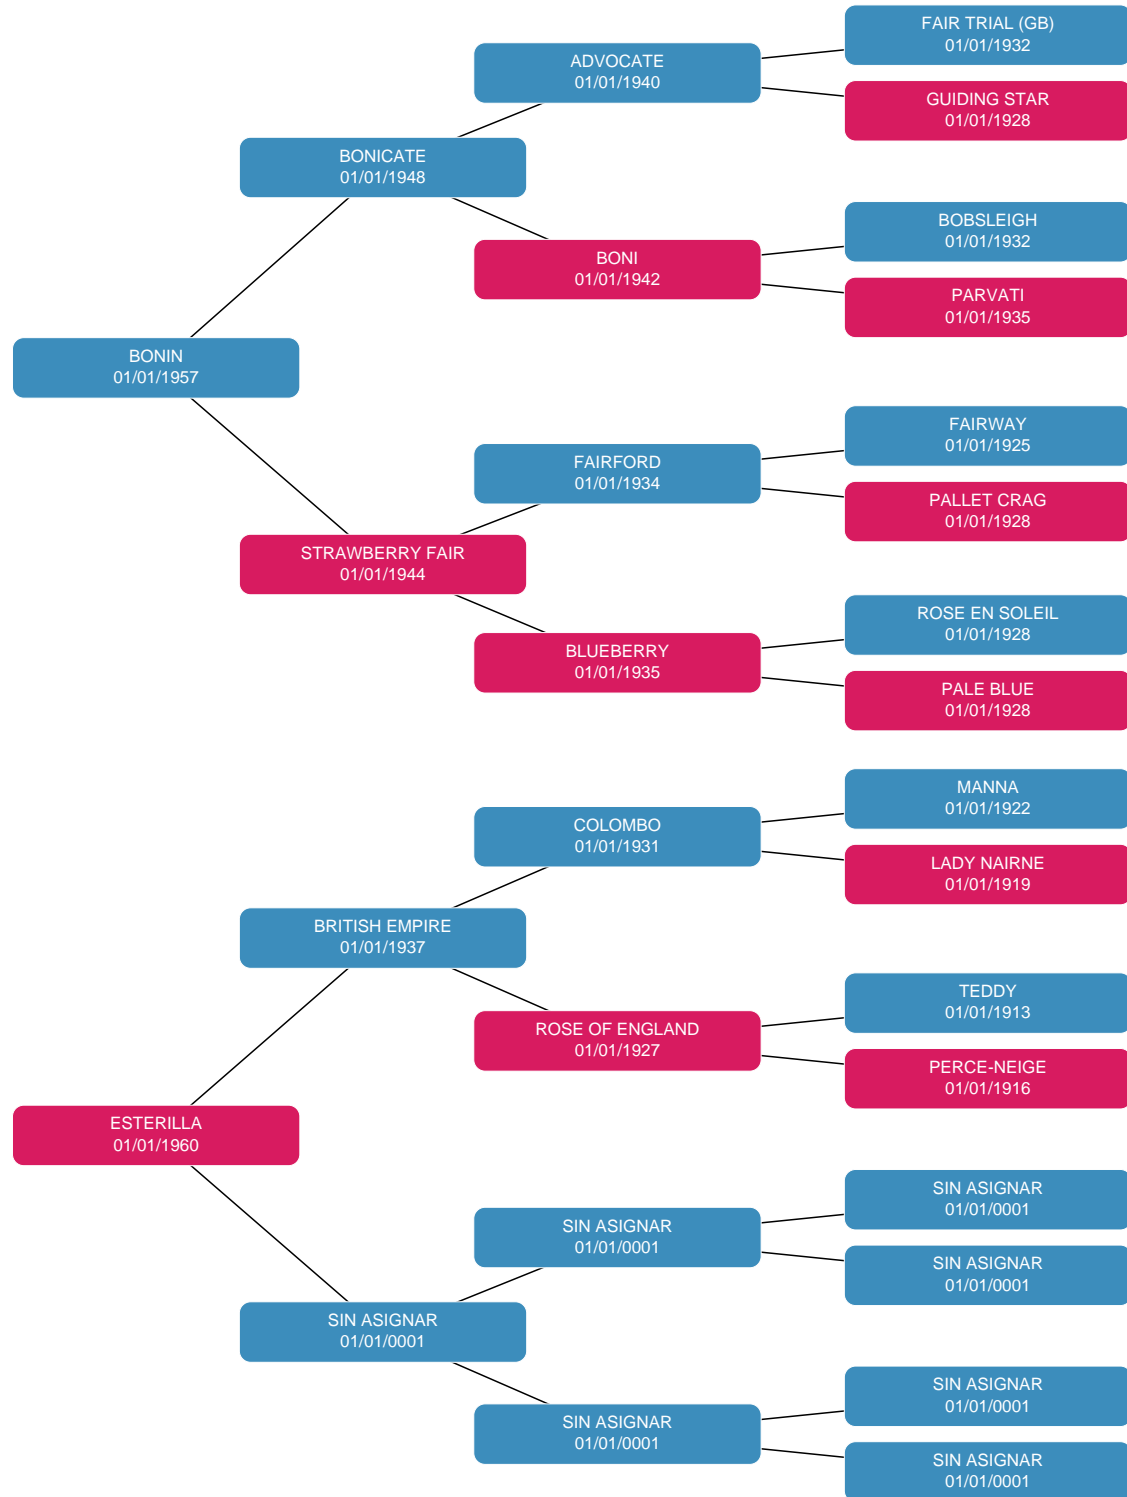 FAIR TRIAL (GB)
01/01/1932
ADVOCATE
01/01/1940
GUIDING STAR
01/01/1928
BONICATE
01/01/1948
BOBSLEIGH
01/01/1932
BONI
01/01/1942
PARVATI
01/01/1935
BONIN
01/01/1957
FAIRWAY
01/01/1925
FAIRFORD
01/01/1934
PALLET CRAG
01/01/1928
STRAWBERRY FAIR
01/01/1944
ROSE EN SOLEIL
01/01/1928
BLUEBERRY
01/01/1935
PALE BLUE
01/01/1928
MANNA
01/01/1922
COLOMBO
01/01/1931
LADY NAIRNE
01/01/1919
BRITISH EMPIRE
01/01/1937
TEDDY
01/01/1913
ROSE OF ENGLAND
01/01/1927
PERCE-NEIGE
01/01/1916
ESTERILLA
01/01/1960
SIN ASIGNAR
01/01/0001
SIN ASIGNAR
01/01/0001
SIN ASIGNAR
01/01/0001
SIN ASIGNAR
01/01/0001
SIN ASIGNAR
01/01/0001
SIN ASIGNAR
01/01/0001
SIN ASIGNAR
01/01/0001